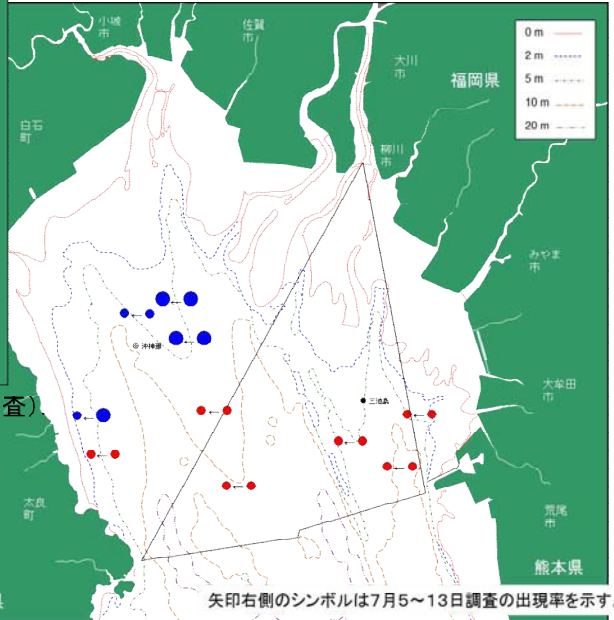 小城
市
佐賀
市
大川
市
福岡県
0 m
2 m
5 m
10 m
20 m
白石
町
柳川
市
みやま
市
沖神瀬
大牟田
市
三池島
査)
太良
町
荒尾
市
熊本県
県
矢印右側のシンボルは7月5~13日調査の出現率を示す